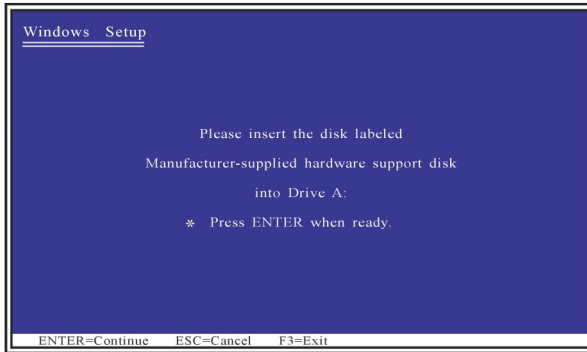 Windows Setup
Please insert the disk labeled
Manufacturer-supplied hardware support disk
into Drive A:
* Press ENTER when ready.
ENTER=Continue ESC=Cancel F3=Exit